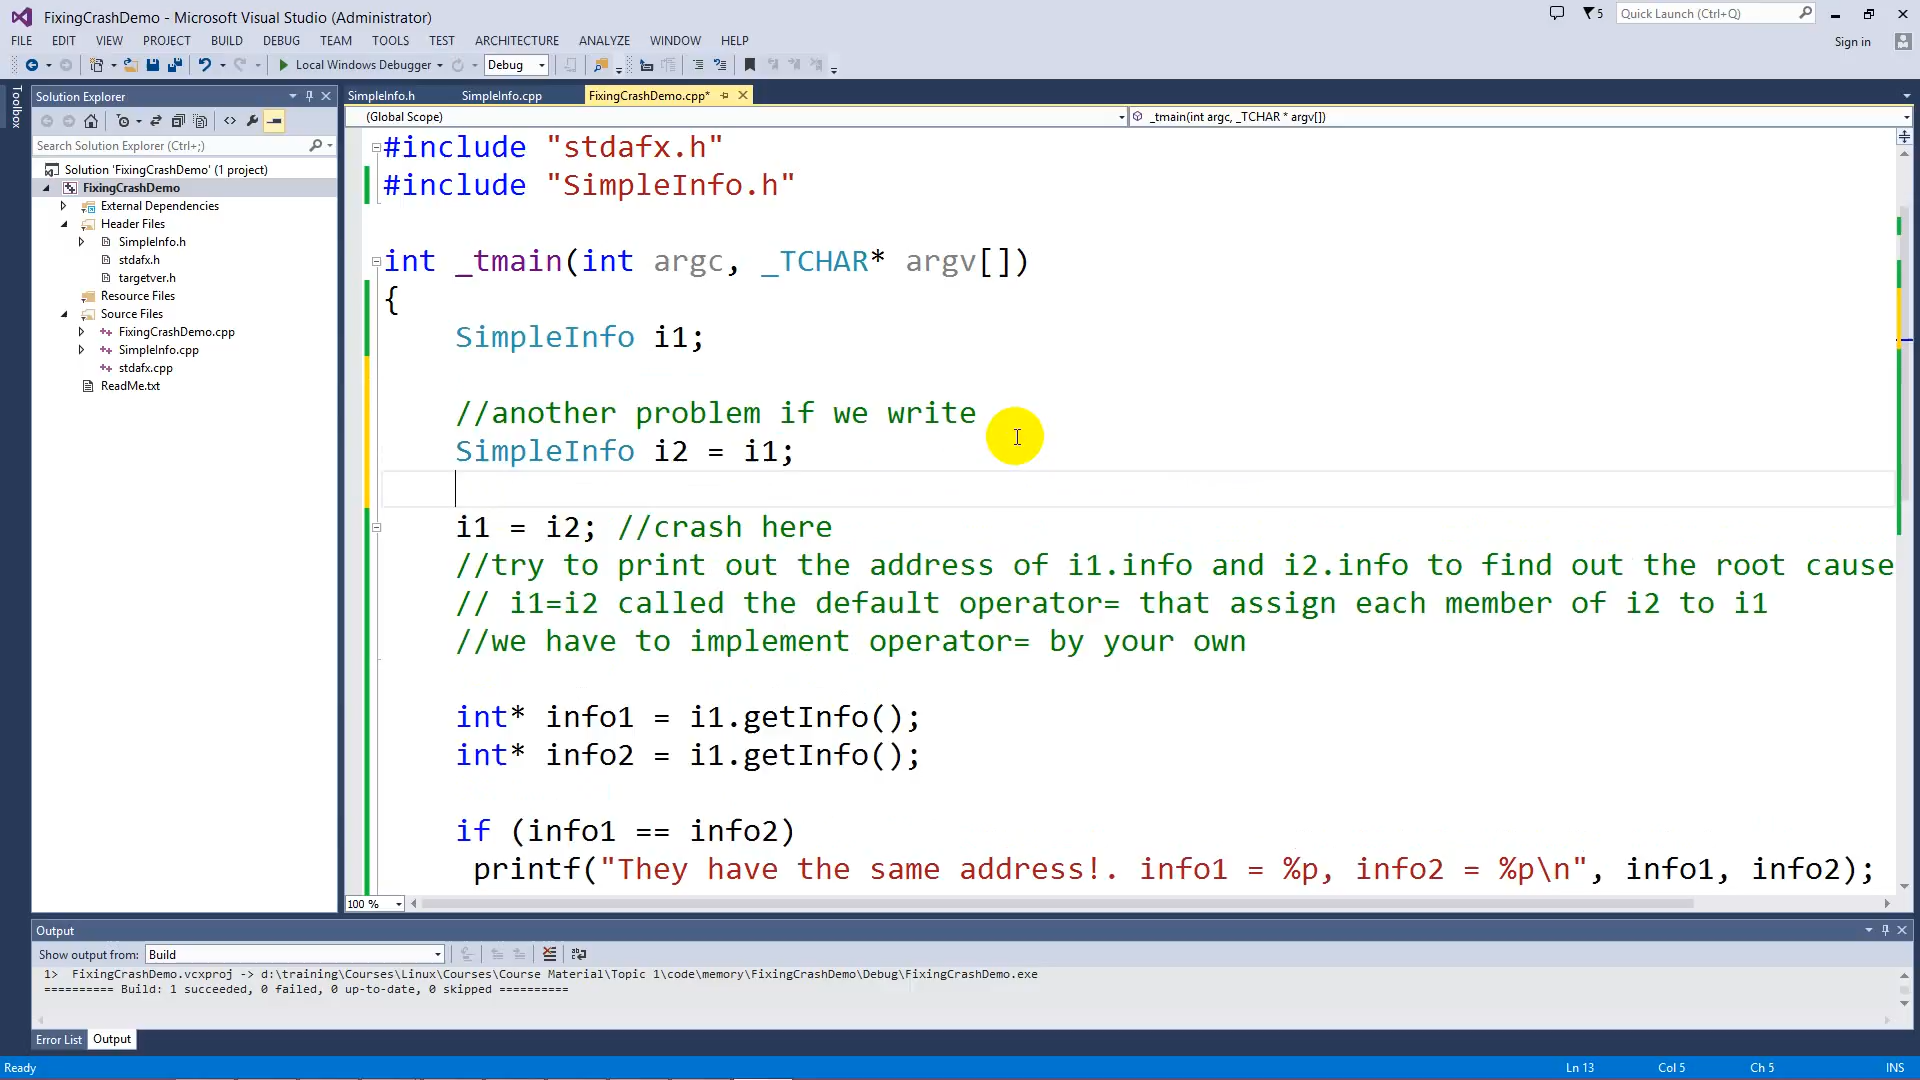 FixingCrashDemo - Microsoft Visual Studio (Administrator)
5
Quick Launch (Ctrl+Q)
FILE EDIT VIEW PROJECT BUILD DEBUG TEAM TOOLS TEST ARCHITECTURE ANALYZE WINDOW HELP
Sign in
Local Windows Debugger
Debug
Toolbox
Solution Explorer
Search Solution Explorer (Ctrl+;)
Solution 'FixingCrashDemo' (1 project)
FixingCrashDemo
External Dependencies
Header Files
SimpleInfo.h
stdafx.h
targetver.h
Resource Files
Source Files
FixingCrashDemo.cpp
SimpleInfo.cpp
stdafx.cpp
ReadMe.txt
SimpleInfo.h SimpleInfo.cpp FixingCrashDemo.cpp*
(Global Scope)
_tmain(int argc, _TCHAR * argv[])
#include "stdafx.h"
#include "SimpleInfo.h"
int _tmain(int argc, _TCHAR* argv[])
{
SimpleInfo i1;
//another problem if we write
SimpleInfo i2 = i1;
i1 = i2; //crash here
//try to print out the address of i1.info and i2.info to find out the root cause
// i1=i2 called the default operator= that assign each member of i2 to i1
//we have to implement operator= by your own
int* info1 = i1.getInfo();
int* info2 = i1.getInfo();
if (info1 == info2)
printf("They have the same address!. info1 = %p, info2 = %p\n", info1, info2);
100 %
Output
Show output from: Build
1>  FixingCrashDemo.vcxproj -> d:\training\Courses\Linux\Courses\Course Material\Topic 1\code\memory\FixingCrashDemo\Debug\FixingCrashDemo.exe
========== Build: 1 succeeded, 0 failed, 0 up-to-date, 0 skipped ==========
Error List Output
Ready
Ln 13 Col 5 Ch 5 INS